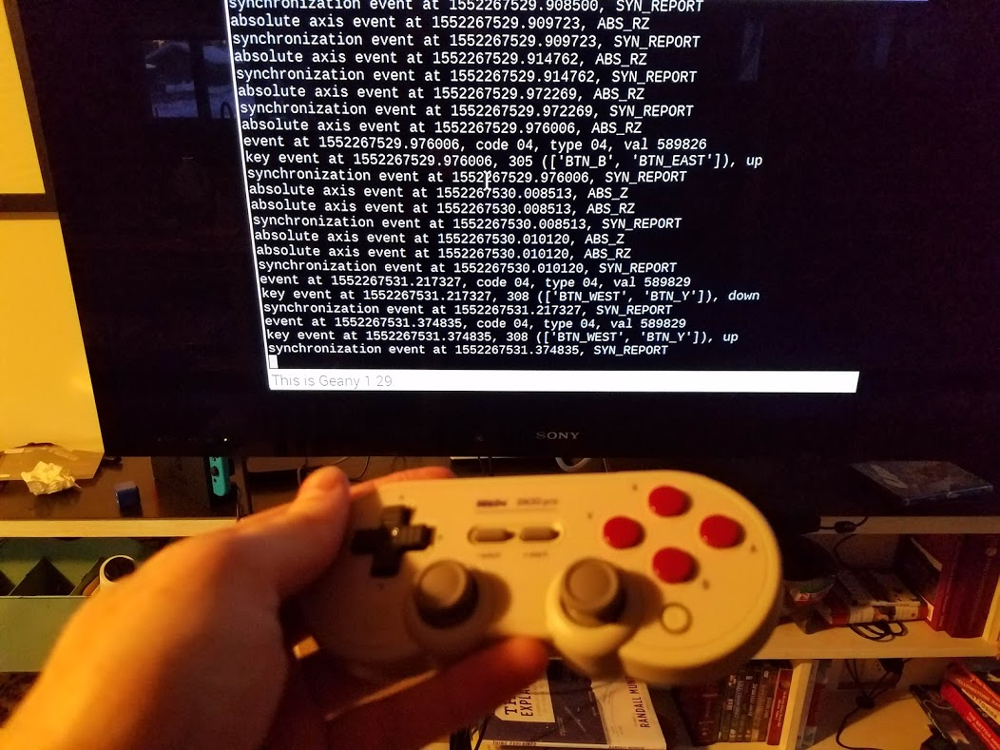 synchronization event at 1552267529.908500, SYN_REPORT
absolute axis event at 1552267529.909723, ABS_RZ
synchronization event at 1552267529.909723, SYN_REPORT
absolute axis event at 1552267529.914762, ABS_RZ
synchronization event at 1552267529.914762, SYN_REPORT
absolute axis event at 1552267529.972269, ABS_RZ
synchronization event at 1552267529.972269, SYN_REPORT
absolute axis event at 1552267529.976006, ABS_RZ
event at 1552267529.976006, code 04, type 04, val 589826
key event at 1552267529.976006, 305 (['BTN_B', 'BTN_EAST']), up
synchronization event at 1552267529.976006, SYN_REPORT
absolute axis event at 1552267530.008513, ABS_Z
absolute axis event at 1552267530.008513, ABS_RZ
synchronization event at 1552267530.008513, SYN_REPORT
absolute axis event at 1552267530.010120, ABS_Z
absolute axis event at 1552267530.010120, ABS_RZ
synchronization event at 1552267530.010120, SYN_REPORT
event at 1552267531.217327, code 04, type 04, val 589829
key event at 1552267531.217327, 308 (['BTN_WEST', 'BTN_Y']), down
synchronization event at 1552267531.217327, SYN_REPORT
event at 1552267531.374835, code 04, type 04, val 589829
key event at 1552267531.374835, 308 (['BTN_WEST', 'BTN_Y']), up
synchronization event at 1552267531.374835, SYN_REPORT
This is Geany 1.29.
SONY
RANDALL